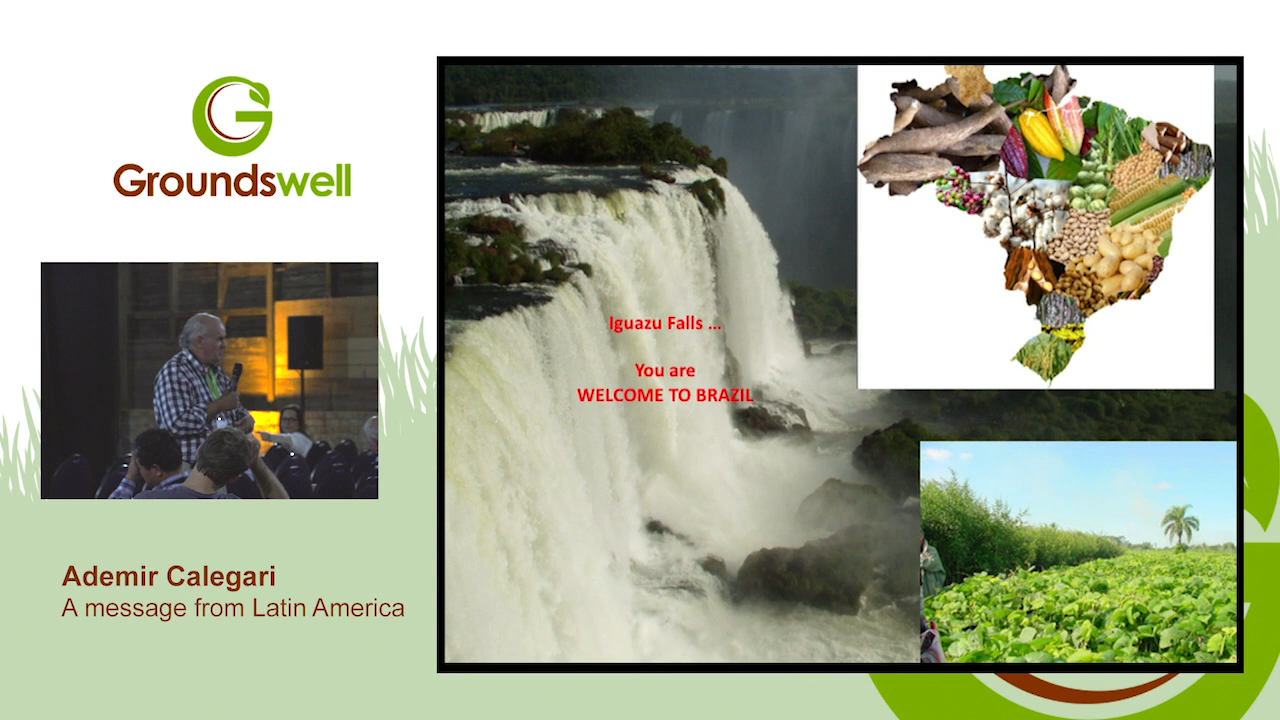 Groundswell
Ademir Calegari
A message from Latin America
Iguazu Falls ...
You are
WELCOME TO BRAZIL